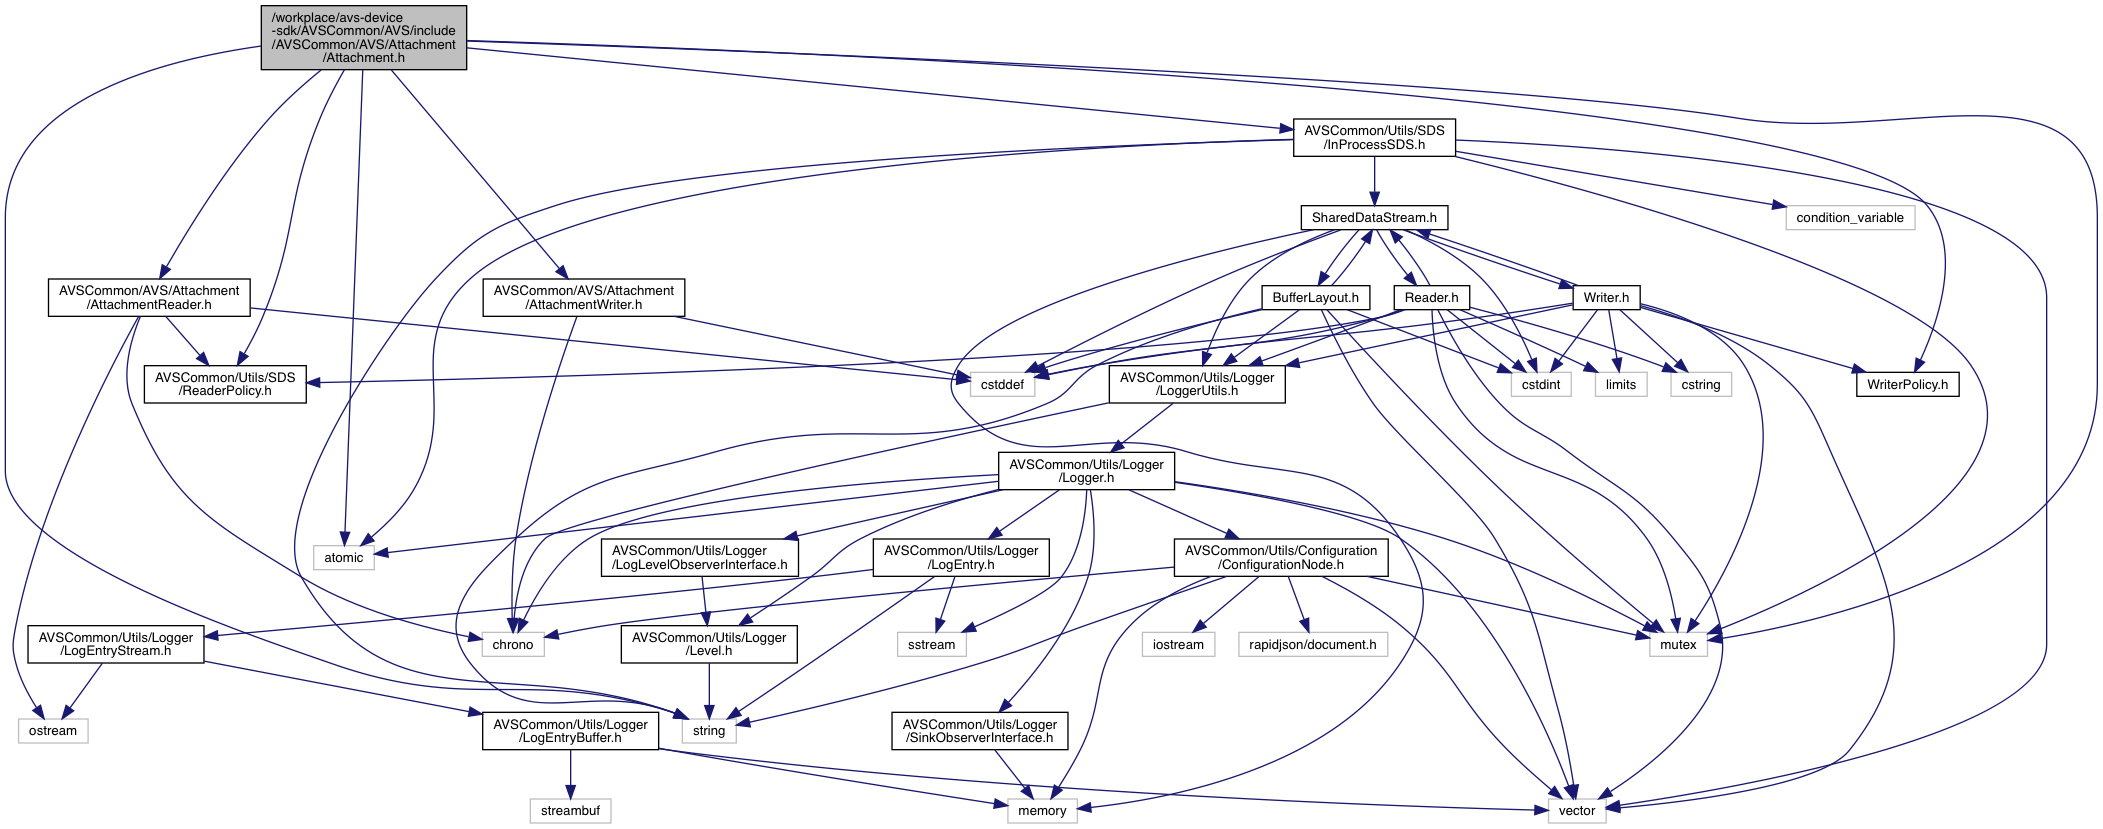 /workplace/avs-device
-sdk/AVSCommon/AVS/include
/AVSCommon/AVS/Attachment
/Attachment.h
AVSCommon/Utils/SDS
/InProcessSDS.h
SharedDataStream.h
condition_variable
AVSCommon/AVS/Attachment
/AttachmentReader.h
AVSCommon/AVS/Attachment
/AttachmentWriter.h
BufferLayout.h
Reader.h
Writer.h
AVSCommon/Utils/SDS
/ReaderPolicy.h
cstddef
AVSCommon/Utils/Logger
/LoggerUtils.h
cstdint
limits
cstring
WriterPolicy.h
AVSCommon/Utils/Logger
/Logger.h
atomic
AVSCommon/Utils/Logger
/LogLevelObserverInterface.h
AVSCommon/Utils/Logger
/LogEntry.h
AVSCommon/Utils/Configuration
/ConfigurationNode.h
AVSCommon/Utils/Logger
/LogEntryStream.h
chrono
AVSCommon/Utils/Logger
/Level.h
sstream
iostream
rapidjson/document.h
mutex
ostream
AVSCommon/Utils/Logger
/LogEntryBuffer.h
string
AVSCommon/Utils/Logger
/SinkObserverInterface.h
streambuf
memory
vector